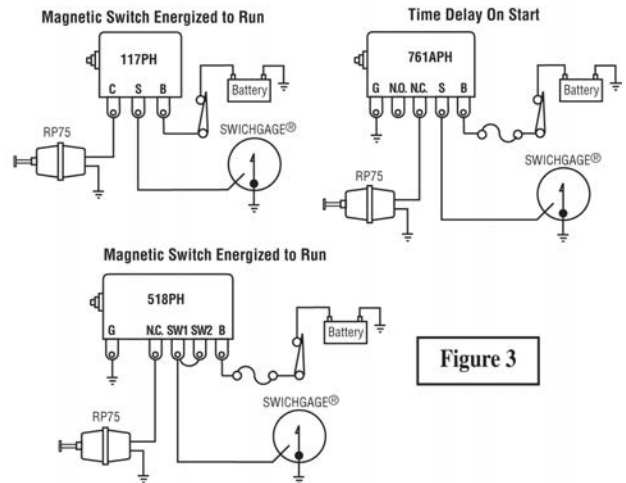 Magnetic Switch Energized to Run
117PH
C S B
Battery
RP75
SWICHGAGE®
Time Delay On Start
761APH
G N.O. N.C. S B
Battery
SWICHGAGE®
RP75
Magnetic Switch Energized to Run
518PH
G N.C. SW1 SW2 B
Battery
SWICHGAGE®
RP75
Figure 3